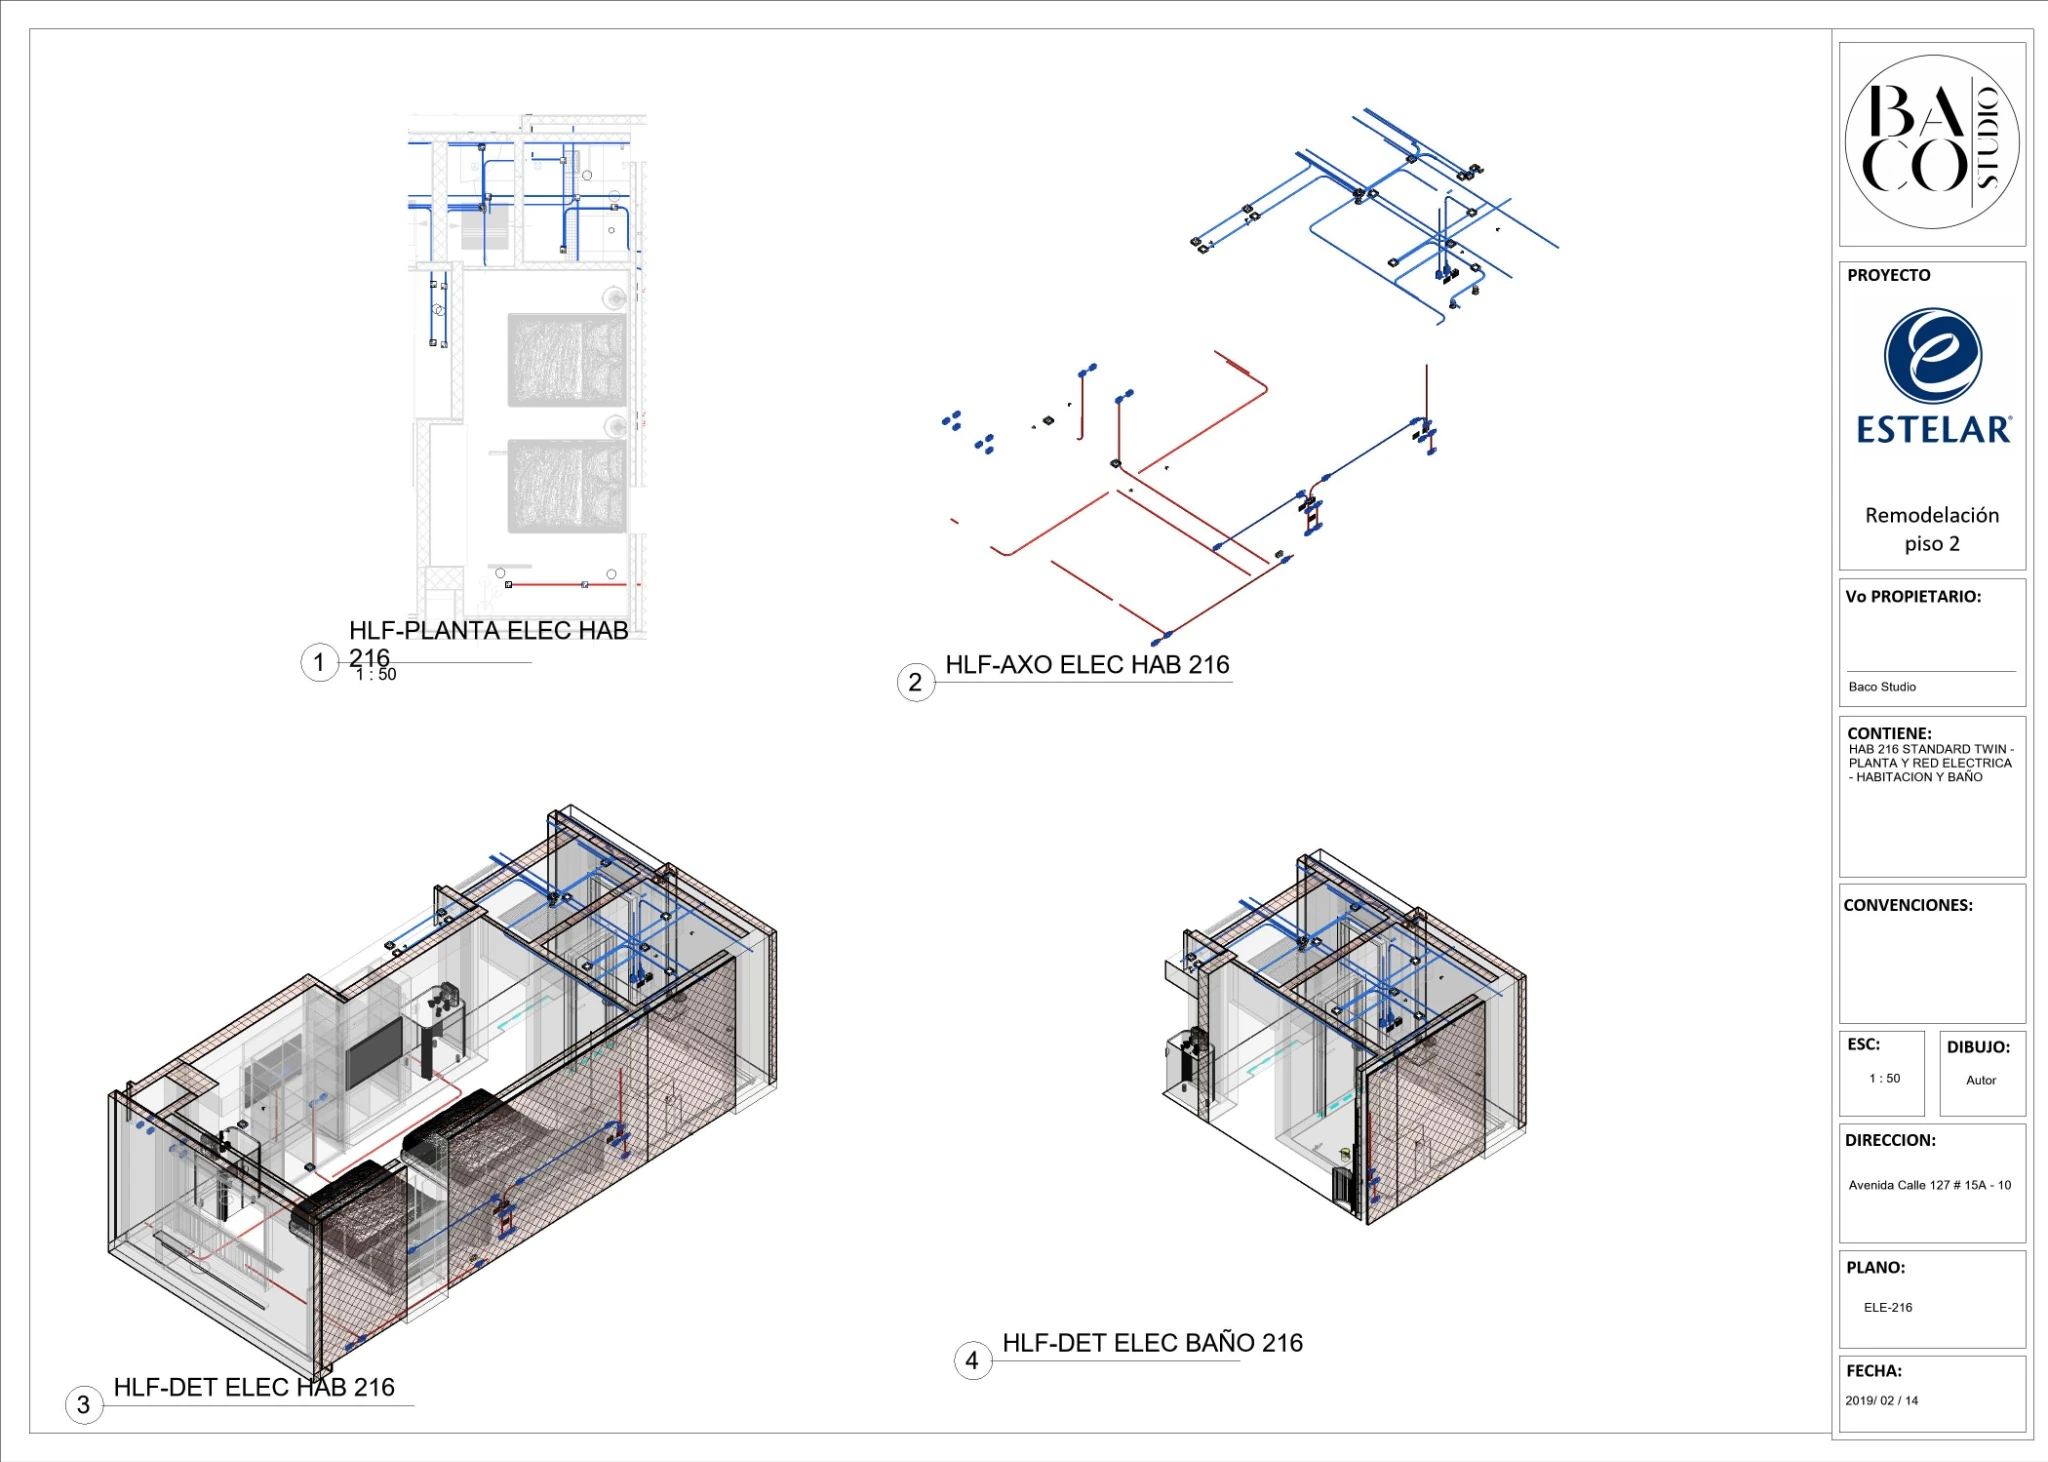 HLF-PLANTA ELEC HAB
216
1
1 : 50
HLF-AXO ELEC HAB 216
2
HLF-DET ELEC HAB 216
3
HLF-DET ELEC BAÑO 216
4
BA
CO
STUDIO
PROYECTO
ESTELAR
Remodelación
piso 2
Vo PROPIETARIO:
Baco Studio
CONTIENE:
HAB 216 STANDARD TWIN -
PLANTA Y RED ELECTRICA
- HABITACION Y BAÑO
CONVENCIONES:
ESC:
1 : 50
DIBUJO:
Autor
DIRECCION:
Avenida Calle 127 # 15A - 10
PLANO:
ELE-216
FECHA:
2019/ 02 / 14